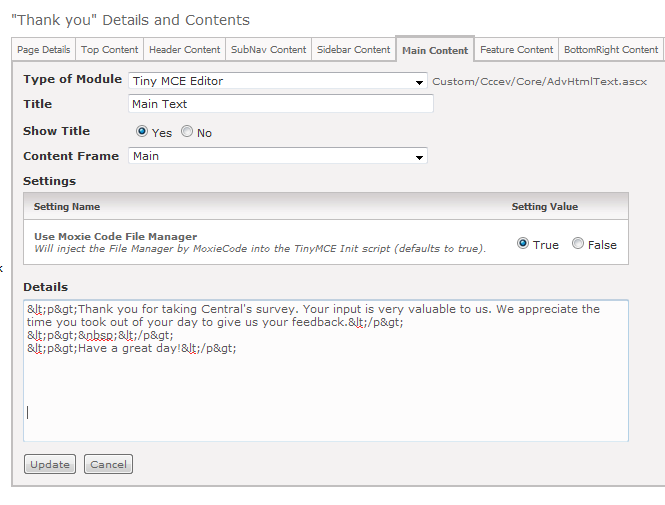 "Thank you" Details and Contents
Page Details Top Content Header Content SubNav Content Sidebar Content Main Content Feature Content BottomRight Content
Type of Module Tiny MCE Editor Custom/Cccev/Core/AdvHtmlText.ascx
Title Main Text
Show Title Yes No
Content Frame Main
Settings
Setting Name Setting Value
Use Moxie Code File Manager
Will inject the File Manager by MoxieCode into the TinyMCE Init script (defaults to true). True False
Details
&lt;p&gt;Thank you for taking Central's survey. Your input is very valuable to us. We appreciate the
time you took out of your day to give us your feedback.&lt;/p&gt;
&lt;p&gt;&nbsp;&lt;/p&gt;
&lt;p&gt;Have a great day!&lt;/p&gt;
Update Cancel